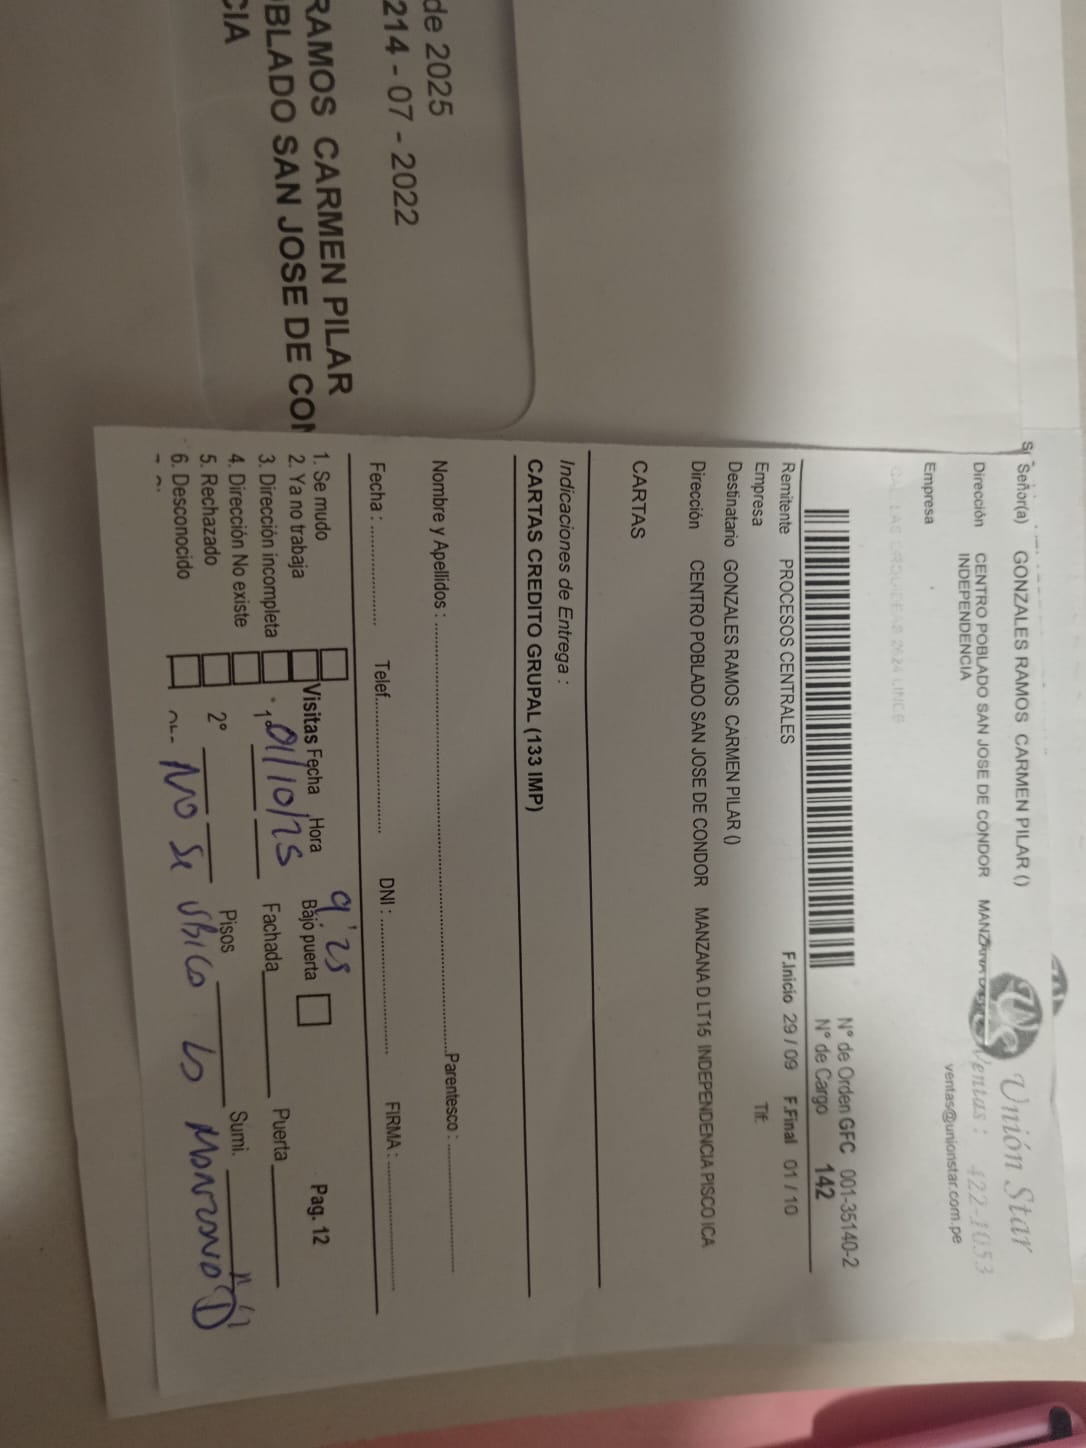 de 2025
214 - 07 - 2022
RAMOS CARMEN PILAR
OBLADO SAN JOSE DE CON
CIA
Unión Star
Ventas: 422-1053
ventas@unionstar.com.pe
Señor(a) GONZALES RAMOS CARMEN PILAR ()
Dirección CENTRO POBLADO SAN JOSE DE CONDOR MANZANA
INDEPENDENCIA
Empresa
N° de Orden GFC 001-35140-2
N° de Cargo 142
Remitente PROCESOS CENTRALES F.Inicio 29 / 09 F.Final 01 / 10
Empresa Tlf:
Destinatario GONZALES RAMOS CARMEN PILAR ()
Dirección CENTRO POBLADO SAN JOSE DE CONDOR MANZANA D LT15 INDEPENDENCIA PISCO ICA
CARTAS
Indicaciones de Entrega :
CARTAS CREDITO GRUPAL (133 IMP)
Nombre y Apellidos : Parentesco :
Fecha : Telef. DNI : FIRMA :
1. Se mudo
2. Ya no trabaja
3. Dirección incompleta
4. Dirección No existe
5. Rechazado
6. Desconocido
Visitas Fecha Hora Bajo puerta Pag. 12
01/10/25 9:25
Fachada Puerta
2° Pisos Sumi.
No se ubico la Manzana D